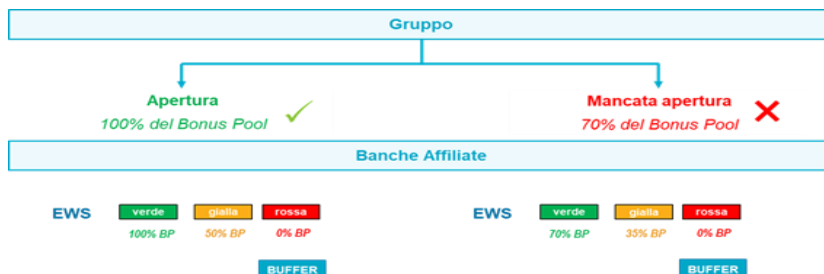 Gruppo
Apertura
100% del Bonus Pool
Mancata apertura
70% del Bonus Pool
Banche Affiliate
EWS verde gialla rossa
100% BP 50% BP 0% BP
BUFFER
EWS verde gialla rossa
70% BP 35% BP 0% BP
BUFFER